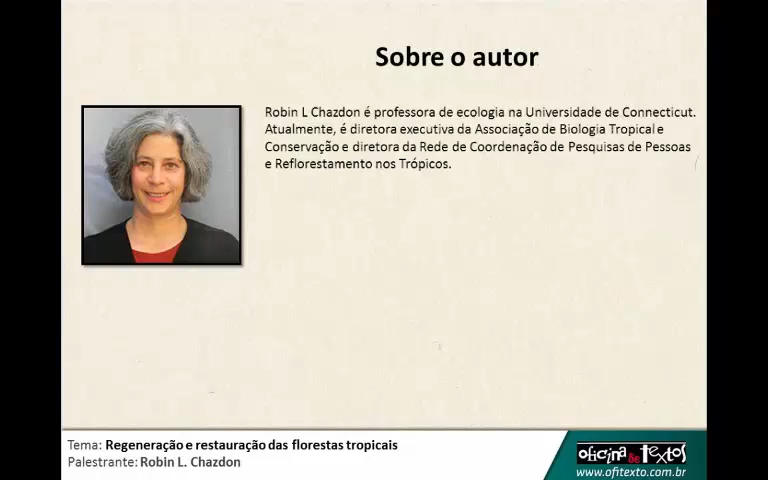 Sobre o autor
Robin L Chazdon é professora de ecologia na Universidade de Connecticut.
Atualmente, é diretora executiva da Associação de Biologia Tropical e
Conservação e diretora da Rede de Coordenação de Pesquisas de Pessoas
e Reflorestamento nos Trópicos.
Tema: Regeneração e restauração das florestas tropicais
Palestrante: Robin L. Chazdon
oficina de textos
www.ofitexto.com.br